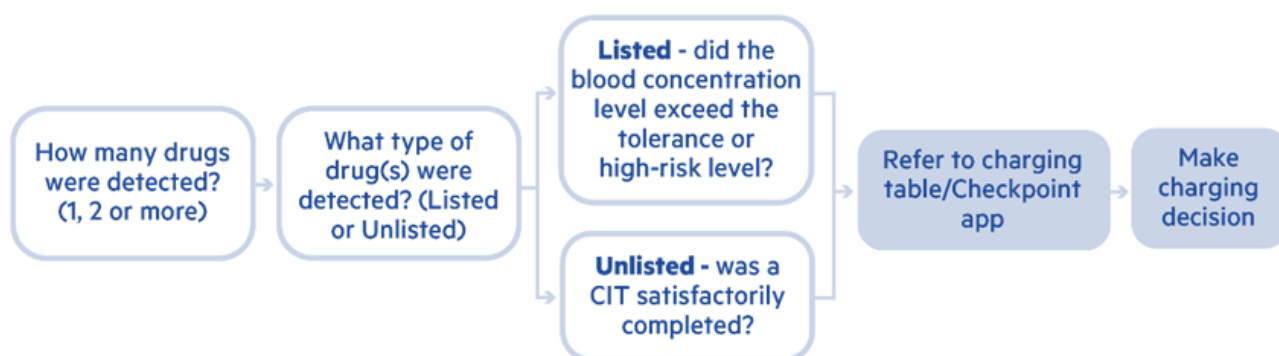 How many drugs
were detected?
(1, 2 or more)
What type of
drug(s) were
detected? (Listed
or Unlisted)
Listed - did the
blood concentration
level exceed the
tolerance or
high-risk level?
Unlisted - was a
CIT satisfactorily
completed?
Refer to charging
table/Checkpoint
app
Make
charging
decision